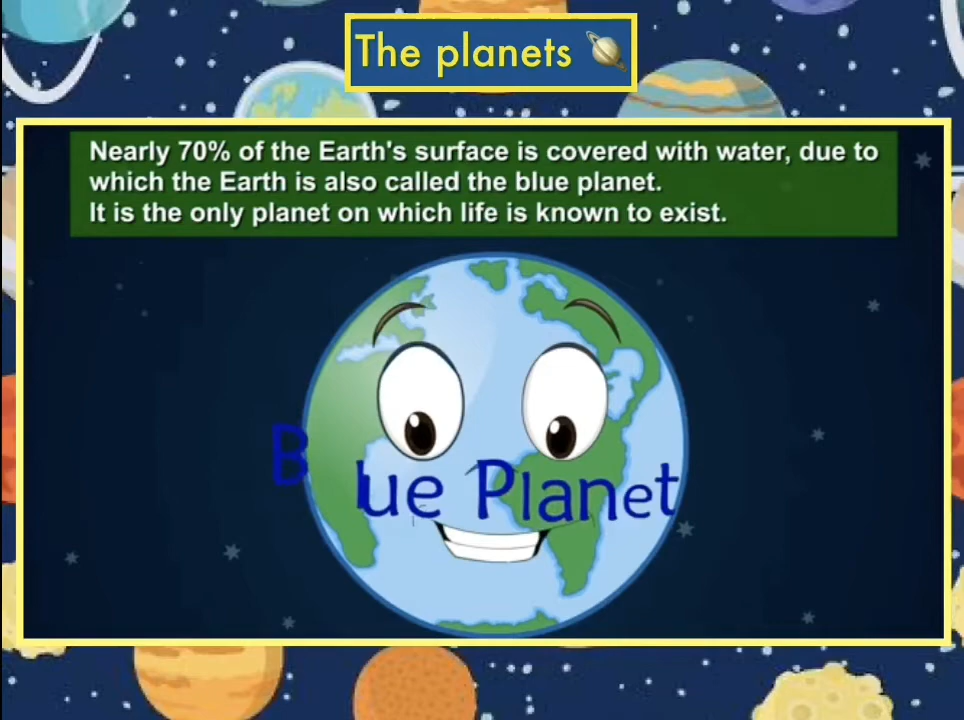 The planets 🪐
Nearly 70% of the Earth's surface is covered with water, due to
which the Earth is also called the blue planet.
It is the only planet on which life is known to exist.
Blue Planet